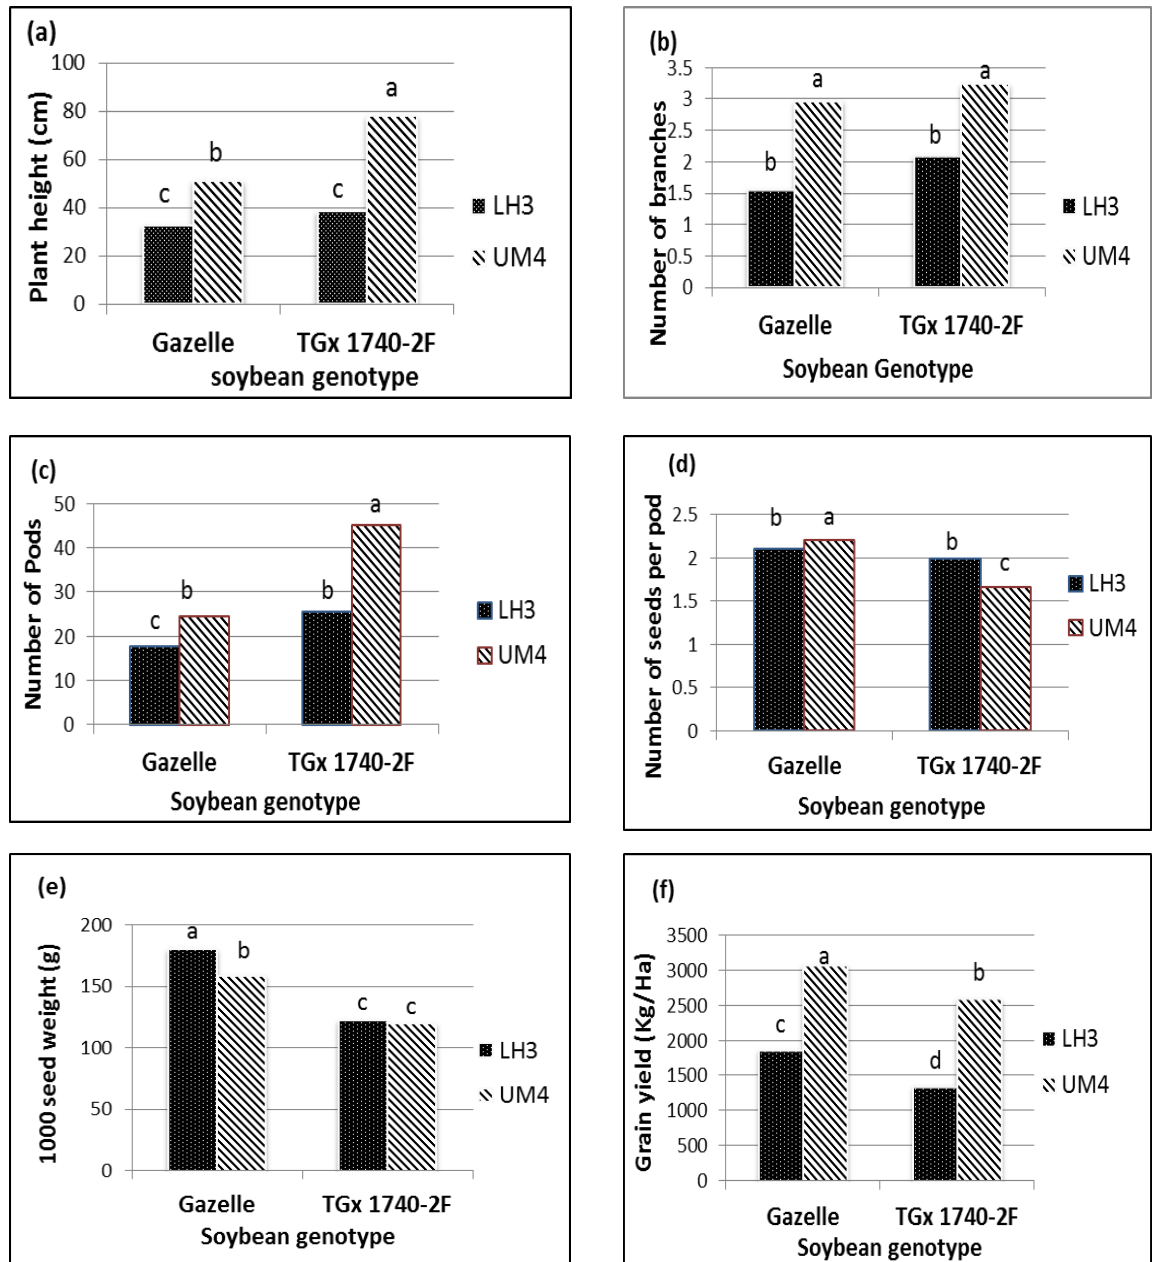 (a)
Plant height (cm)
100
80
60
40
20
0
c
b
c
a
LH3
UM4
Gazelle TGx 1740-2F
soybean genotype
(b)
Number of branches
3.5
3
2.5
2
1.5
1
0.5
0
b
a
b
a
LH3
UM4
Gazelle TGx 1740-2F
Soybean Genotype
(c)
Number of Pods
50
40
30
20
10
0
c
b
b
a
LH3
UM4
Gazelle TGx 1740-2F
Soybean genotype
(d)
Number of seeds per pod
2.5
2
1.5
1
0.5
0
b
a
b
c
LH3
UM4
Gazelle TGx 1740-2F
Soybean genotype
(e)
1000 seed weight (g)
200
150
100
50
0
a
b
c
c
LH3
UM4
Gazelle TGx 1740-2F
Soybean genotype
(f)
Grain yield (Kg/Ha)
3500
3000
2500
2000
1500
1000
500
0
c
a
d
b
LH3
UM4
Gazelle TGx 1740-2F
Soybean genotype